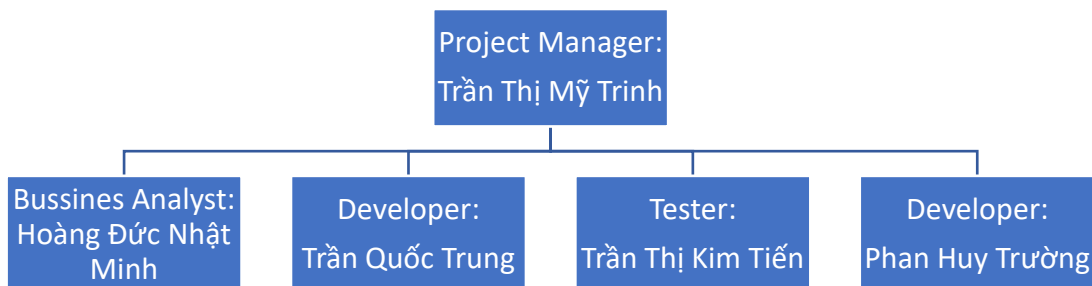 Project Manager:
Trần Thị Mỹ Trinh
Bussines Analyst:
Hoàng Đức Nhật
Minh
Developer:
Trần Quốc Trung
Tester:
Trần Thị Kim Tiến
Developer:
Phan Huy Trường